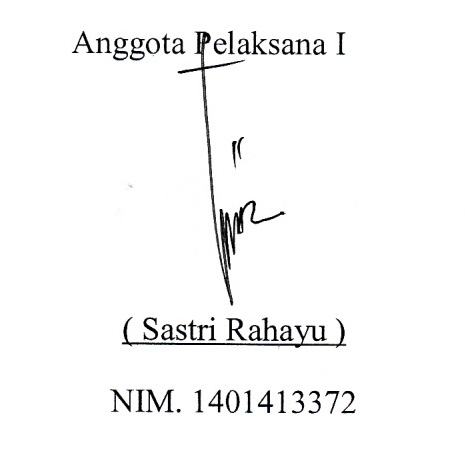 Anggota Pelaksana I
( Sastri Rahayu )
NIM. 1401413372